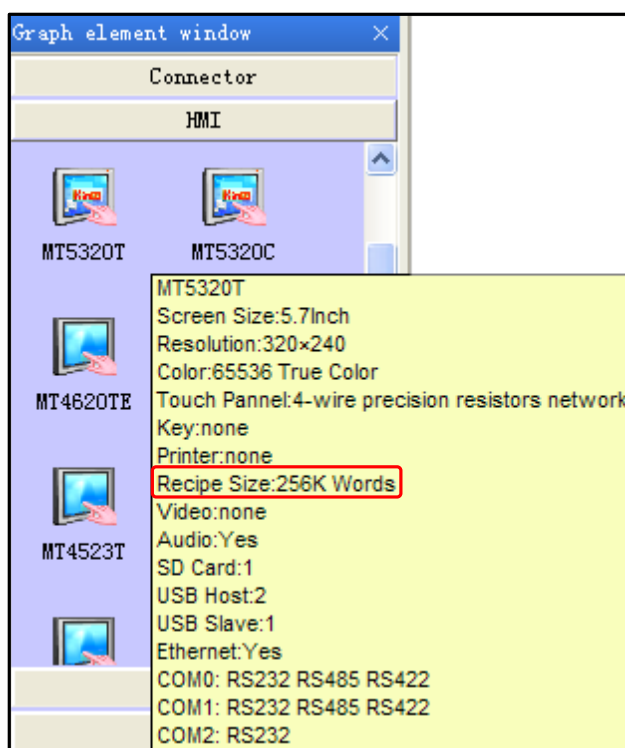 Graph element window
Connector
HMI
MT5320T MT5320C
MT5320T
Screen Size:5.7Inch
Resolution:320×240
Color:65536 True Color
MT4620TE
Touch Pannel:4-wire precision resistors network
Key:none
Printer:none
Recipe Size:256K Words
Video:none
MT4523T
Audio:Yes
SD Card:1
USB Host:2
USB Slave:1
Ethernet:Yes
COM0: RS232 RS485 RS422
COM1: RS232 RS485 RS422
COM2: RS232